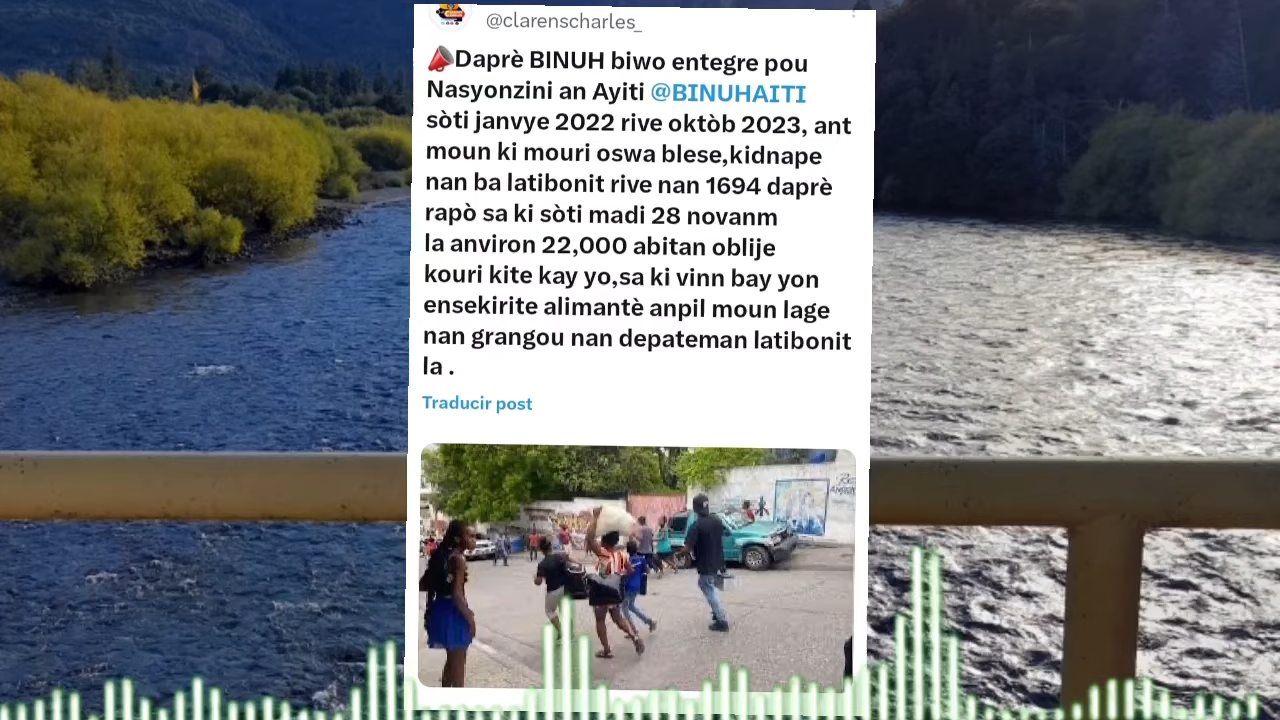 @clarenscharles_
📣Daprè BINUH biwo entegre pou
Nasyonzini an Ayiti @BINUHAITI
sòti janvye 2022 rive oktòb 2023, ant
moun ki mouri oswa blese,kidnape
nan ba latibonit rive nan 1694 daprè
rapò sa ki sòti madi 28 novanm
la anviron 22,000 abitan oblije
kouri kite kay yo,sa ki vinn bay yon
ensekirite alimantè anpil moun lage
nan grangou nan depateman latibonit
la .
Traducir post